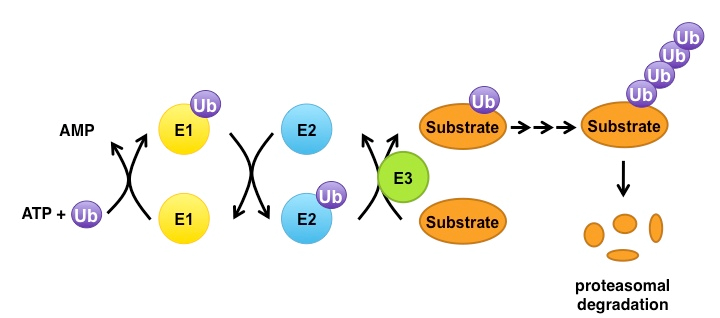 Ub
Ub
Ub
Ub
Ub
Ub
AMP
E1
E2
Substrate
Substrate
E3
Ub
ATP + Ub
E1
E2
Substrate
proteasomal
degradation